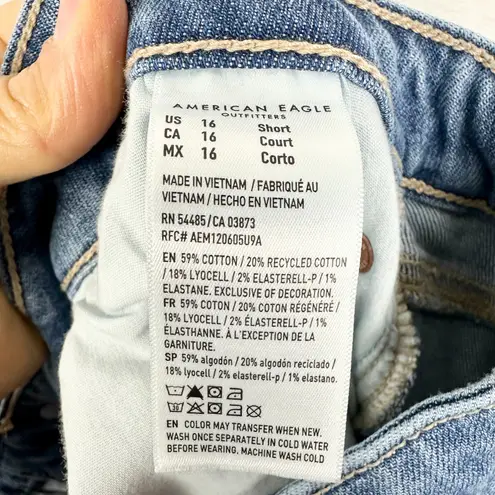 AMERICAN EAGLE
OUTFITTERS
US 16 Short
CA 16 Court
MX 16 Corto
MADE IN VIETNAM / FABRIQUÉ AU
VIETNAM / HECHO EN VIETNAM
RN 54485/CA 03873
RFC# AEM120605U9A
EN 59% COTTON / 20% RECYCLED COTTON
/ 18% LYOCELL / 2% ELASTERELL-P / 1%
ELASTANE. EXCLUSIVE OF DECORATION.
FR 59% COTON / 20% COTON RÉGÉNÉRÉ /
18% LYOCELL / 2% ÉLASTERELL-P / 1%
ÉLASTHANNE. À L'EXCEPTION DE LA
GARNITURE.
SP 59% algodón / 20% algodón reciclado /
18% lyocell / 2% elasterell-p / 1% elastano.
EN COLOR MAY TRANSFER WHEN NEW.
WASH ONCE SEPARATELY IN COLD WATER
BEFORE WEARING, MACHINE WASH COLD